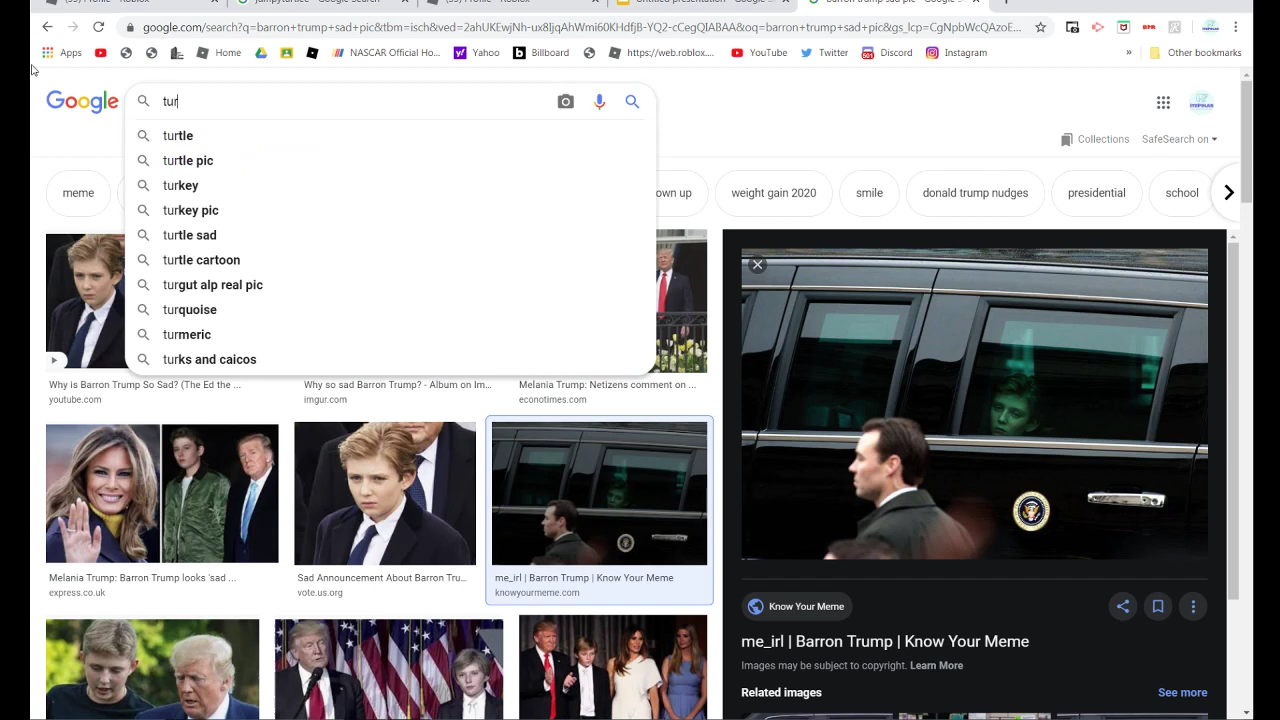 google.com/search?q=barron+trump+sad+pic&tbm=isch&ved=2ahUKEwiNh-ux8IjqAhWmi60KHdfjB-YQ2-cCegQIABAA&oq=barron+trump+sad+pic&gs_lcp=CgNpbWcQAzoE...
Apps Home NASCAR Official Ho... Yahoo Billboard https://web.roblox.... YouTube Twitter Discord Instagram » Other bookmarks
Google tur
Collections SafeSearch on
turtle
turtle pic
turkey
turkey pic
turtle sad
turtle cartoon
turgut alp real pic
turquoise
turmeric
turks and caicos
meme own up weight gain 2020 smile donald trump nudges presidential school
Why is Barron Trump So Sad? (The Ed the ...
youtube.com
Why so sad Barron Trump? - Album on Im...
imgur.com
Melania Trump: Netizens comment on ...
econotimes.com
Melania Trump: Barron Trump looks 'sad ...
express.co.uk
Sad Announcement About Barron Tru...
vote.us.org
me_irl | Barron Trump | Know Your Meme
knowyourmeme.com
Know Your Meme
me_irl | Barron Trump | Know Your Meme
Images may be subject to copyright. Learn More
Related images See more